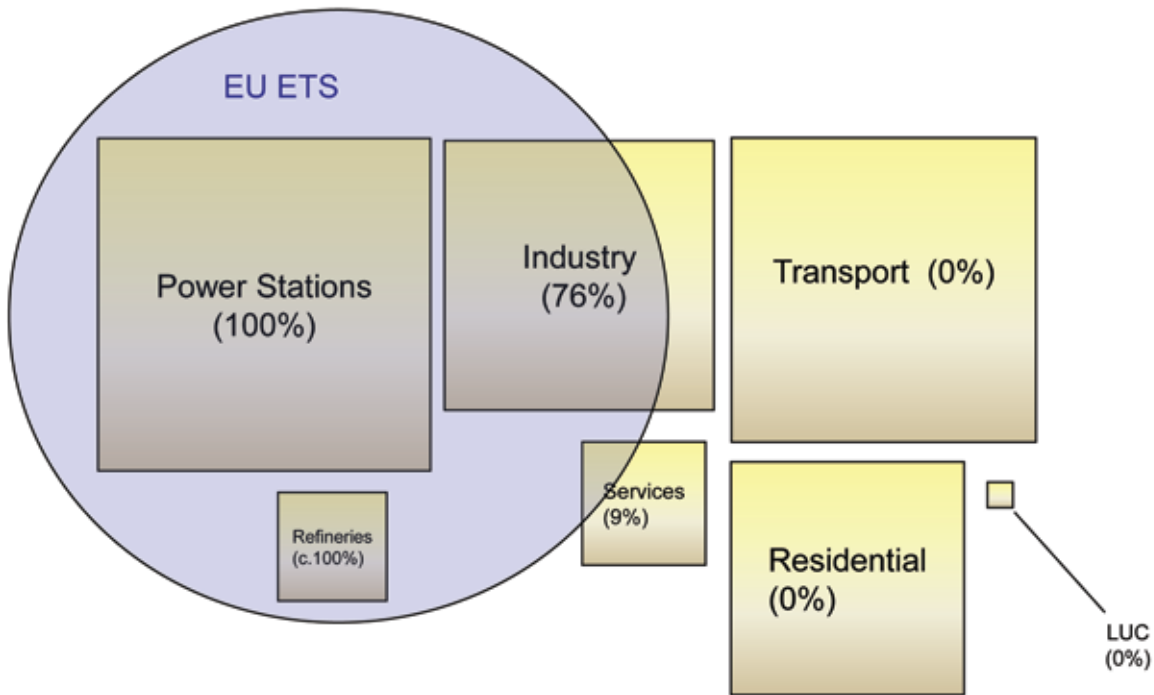 EU ETS
Power Stations
(100%)
Industry
(76%)
Transport (0%)
Refineries
(c.100%)
Services
(9%)
Residential
(0%)
LUC
(0%)